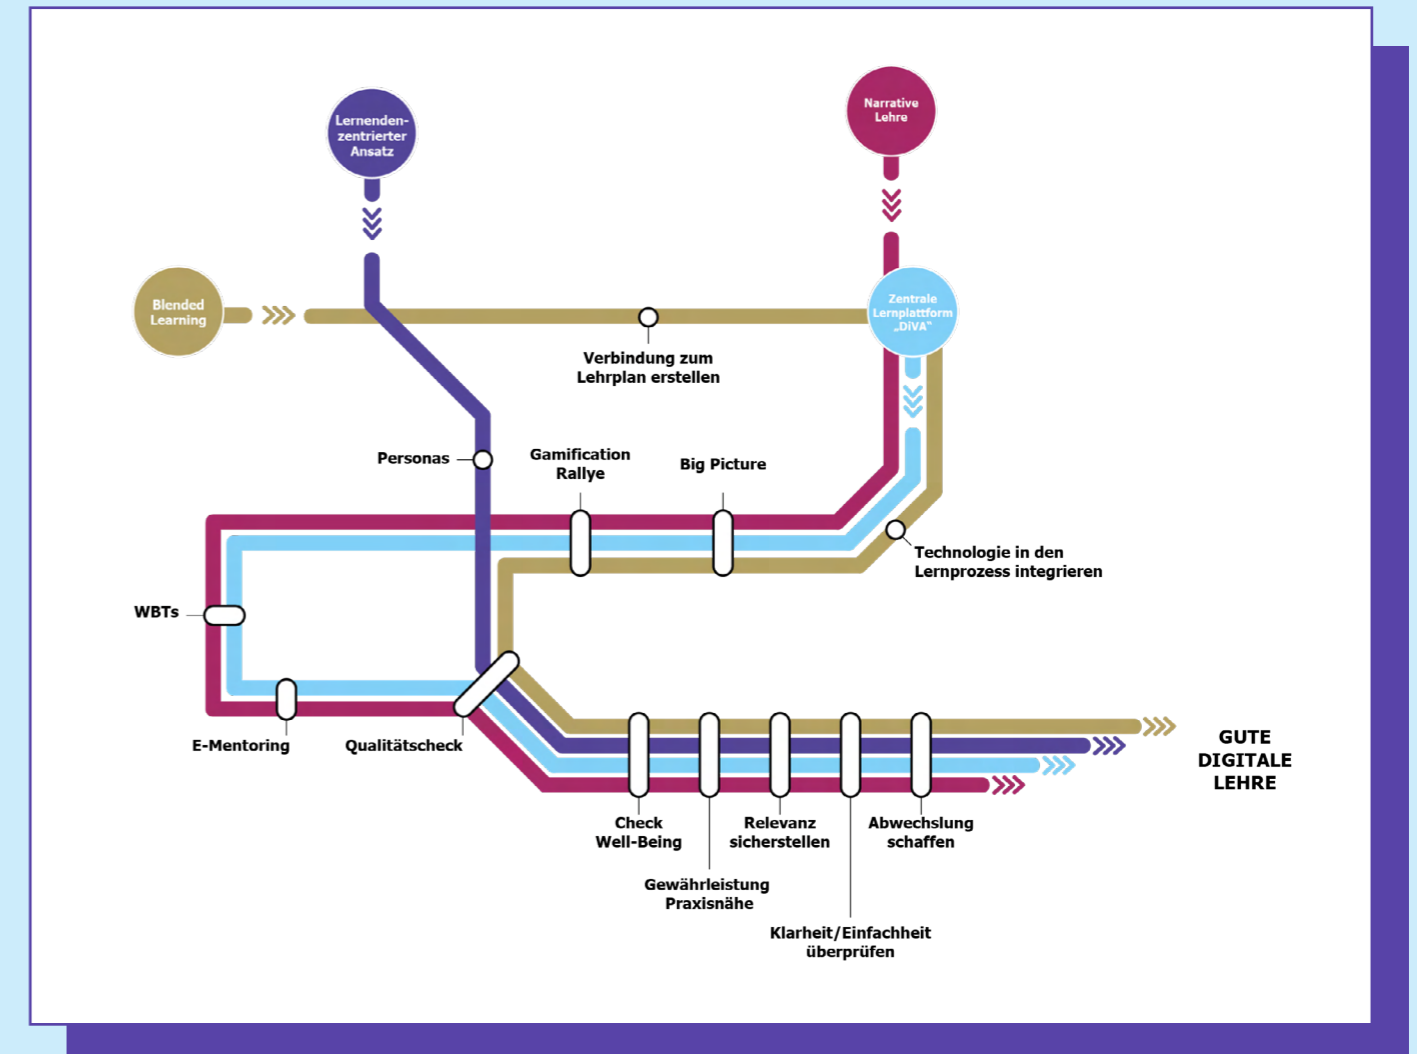 Narrative
Lehre
Lernenden-
zentrierter
Ansatz
Blended
Learning
Zentrale
Lernplattform
„DiVA“
Verbindung zum
Lehrplan erstellen
Personas
Gamification
Rallye
Big Picture
Technologie in den
Lernprozess integrieren
WBTs
E-Mentoring
Qualitätscheck
GUTE
DIGITALE
LEHRE
Check
Well-Being
Relevanz
sicherstellen
Abwechslung
schaffen
Gewährleistung
Praxisnähe
Klarheit/Einfachheit
überprüfen